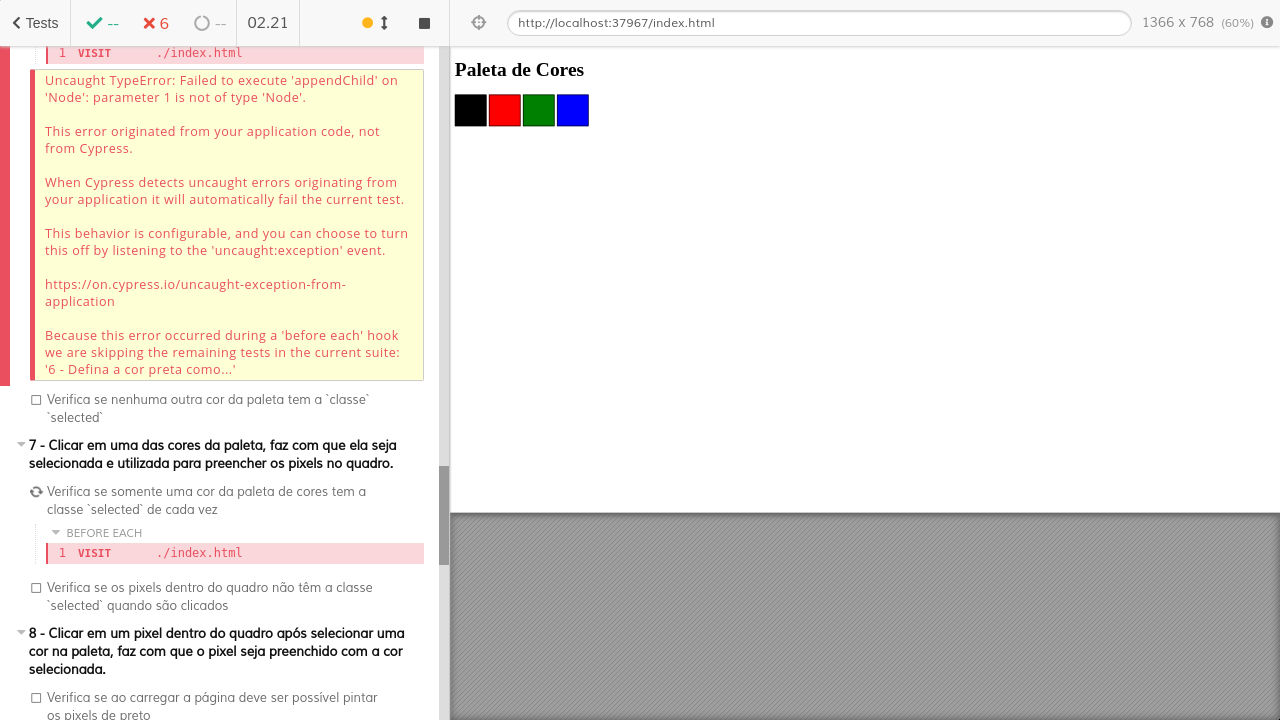 Tests
--
6
--
02.21
http://localhost:37967/index.html
1366 x 768 (60%)
1 VISIT ./index.html
Uncaught TypeError: Failed to execute 'appendChild' on
'Node': parameter 1 is not of type 'Node'.
This error originated from your application code, not
from Cypress.
When Cypress detects uncaught errors originating from
your application it will automatically fail the current test.
This behavior is configurable, and you can choose to turn
this off by listening to the 'uncaught:exception' event.
https://on.cypress.io/uncaught-exception-from-
application
Because this error occurred during a 'before each' hook
we are skipping the remaining tests in the current suite:
'6 - Defina a cor preta como...'
Verifica se nenhuma outra cor da paleta tem a `classe`
`selected`
7 - Clicar em uma das cores da paleta, faz com que ela seja
selecionada e utilizada para preencher os pixels no quadro.
Verifica se somente uma cor da paleta de cores tem a
classe `selected` de cada vez
BEFORE EACH
1 VISIT ./index.html
Verifica se os pixels dentro do quadro não têm a classe
`selected` quando são clicados
8 - Clicar em um pixel dentro do quadro após selecionar uma
cor na paleta, faz com que o pixel seja preenchido com a cor
selecionada.
Verifica se ao carregar a página deve ser possível pintar
os pixels de preto
Paleta de Cores